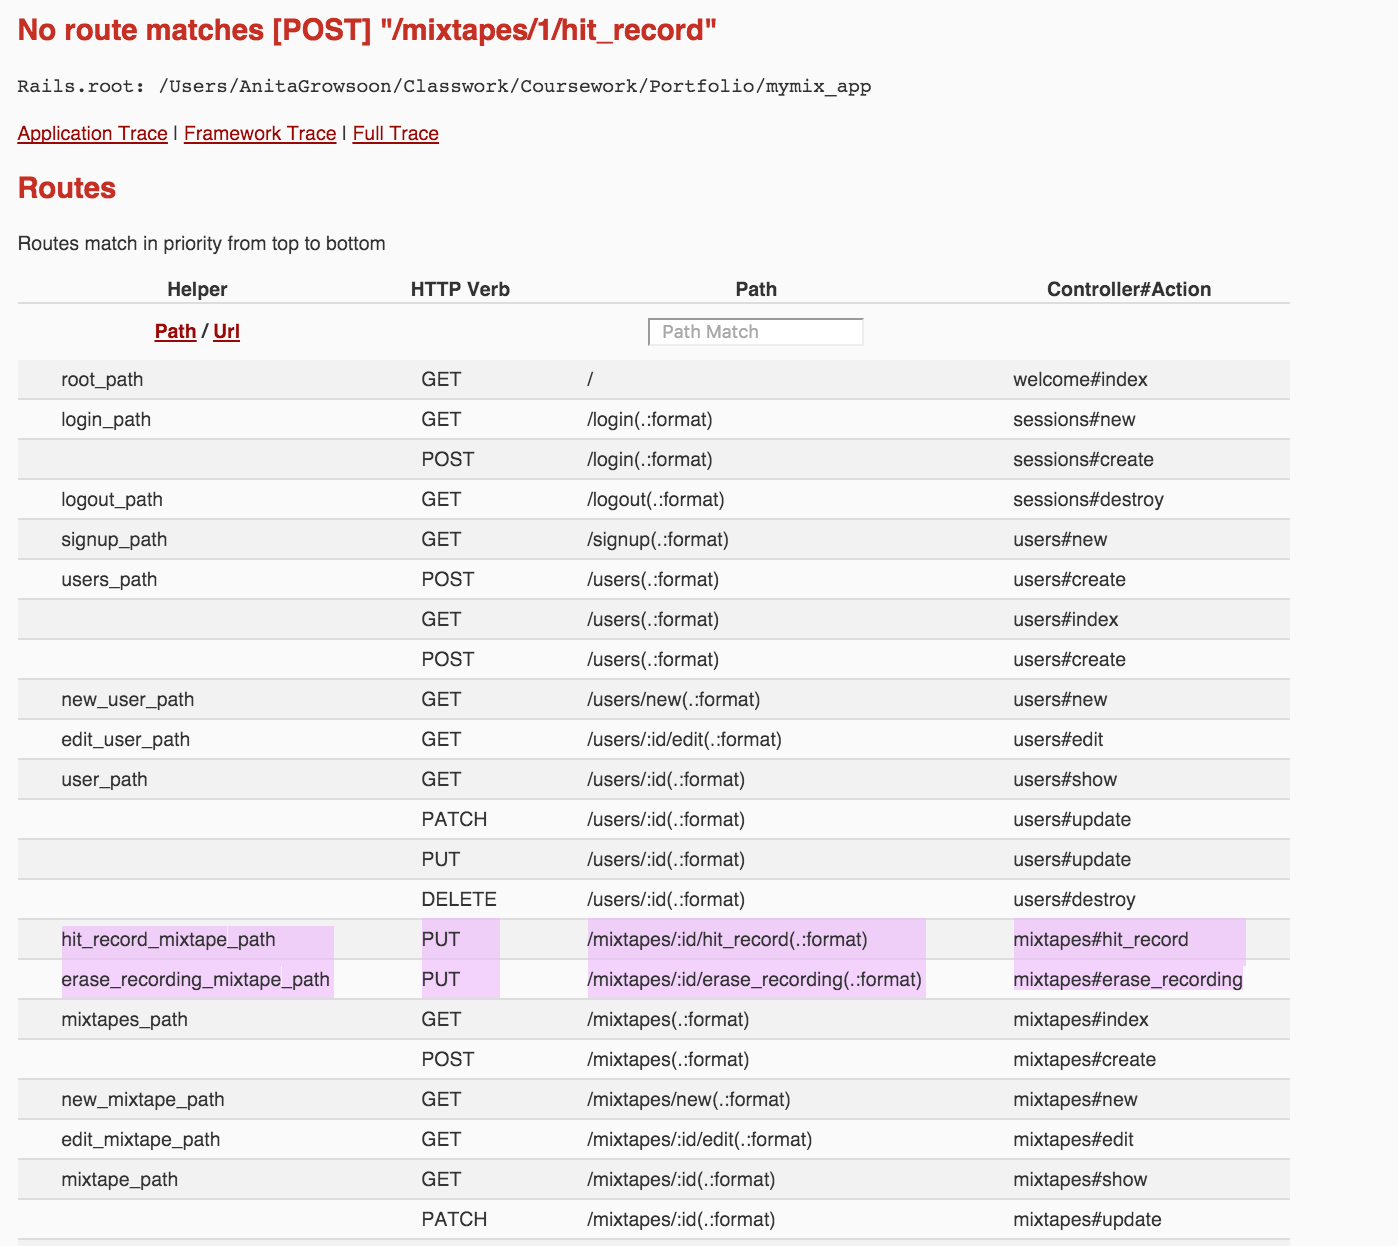 No route matches [POST] "/mixtapes/1/hit_record"
Rails.root: /Users/AnitaGrowsoon/Classwork/Coursework/Portfolio/mymix_app
Application Trace | Framework Trace | Full Trace
Routes
Routes match in priority from top to bottom
Helper HTTP Verb Path Controller#Action
Path / Url Path Match
root_path GET / welcome#index
login_path GET /login(.:format) sessions#new
POST /login(.:format) sessions#create
logout_path GET /logout(.:format) sessions#destroy
signup_path GET /signup(.:format) users#new
users_path POST /users(.:format) users#create
GET /users(.:format) users#index
POST /users(.:format) users#create
new_user_path GET /users/new(.:format) users#new
edit_user_path GET /users/:id/edit(.:format) users#edit
user_path GET /users/:id(.:format) users#show
PATCH /users/:id(.:format) users#update
PUT /users/:id(.:format) users#update
DELETE /users/:id(.:format) users#destroy
hit_record_mixtape_path PUT /mixtapes/:id/hit_record(.:format) mixtapes#hit_record
erase_recording_mixtape_path PUT /mixtapes/:id/erase_recording(.:format) mixtapes#erase_recording
mixtapes_path GET /mixtapes(.:format) mixtapes#index
POST /mixtapes(.:format) mixtapes#create
new_mixtape_path GET /mixtapes/new(.:format) mixtapes#new
edit_mixtape_path GET /mixtapes/:id/edit(.:format) mixtapes#edit
mixtape_path GET /mixtapes/:id(.:format) mixtapes#show
PATCH /mixtapes/:id(.:format) mixtapes#update